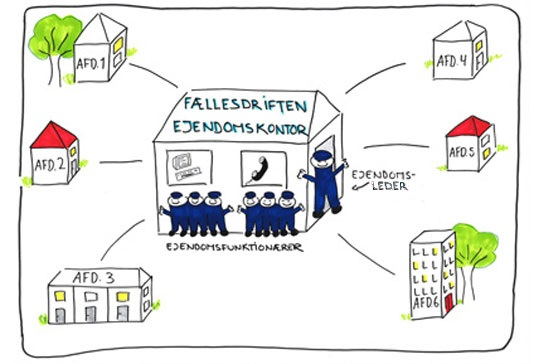 AFD.1
AFD.4
FÆLLESDRIFTEN
EJENDOMSKONTOR
AFD.2
AFD.5
EJENDOMS-
LEDER
EJENDOMSFUNKTIONÆRER
AFD.3
AFD.6